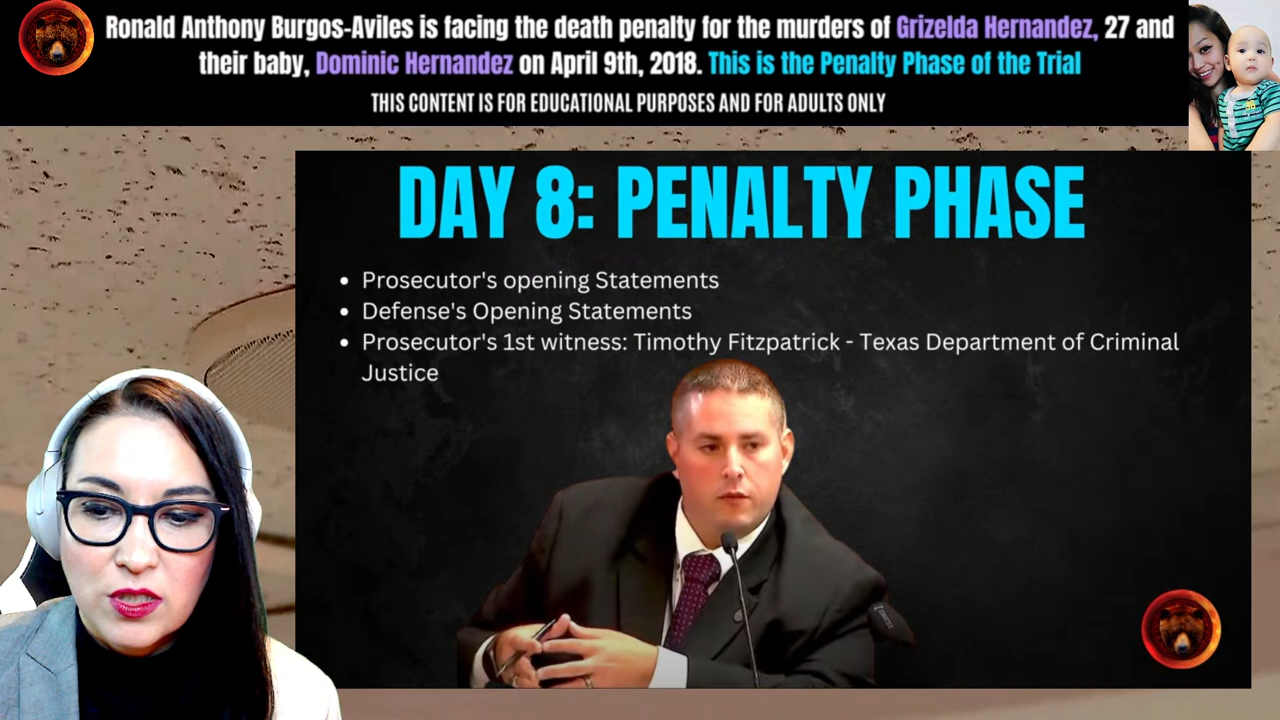 Ronald Anthony Burgos-Aviles is facing the death penalty for the murders of Grizelda Hernandez, 27 and
their baby, Dominic Hernandez on April 9th, 2018. This is the Penalty Phase of the Trial
THIS CONTENT IS FOR EDUCATIONAL PURPOSES AND FOR ADULTS ONLY
DAY 8: PENALTY PHASE
• Prosecutor's opening Statements
• Defense's Opening Statements
• Prosecutor's 1st witness: Timothy Fitzpatrick - Texas Department of Criminal
Justice